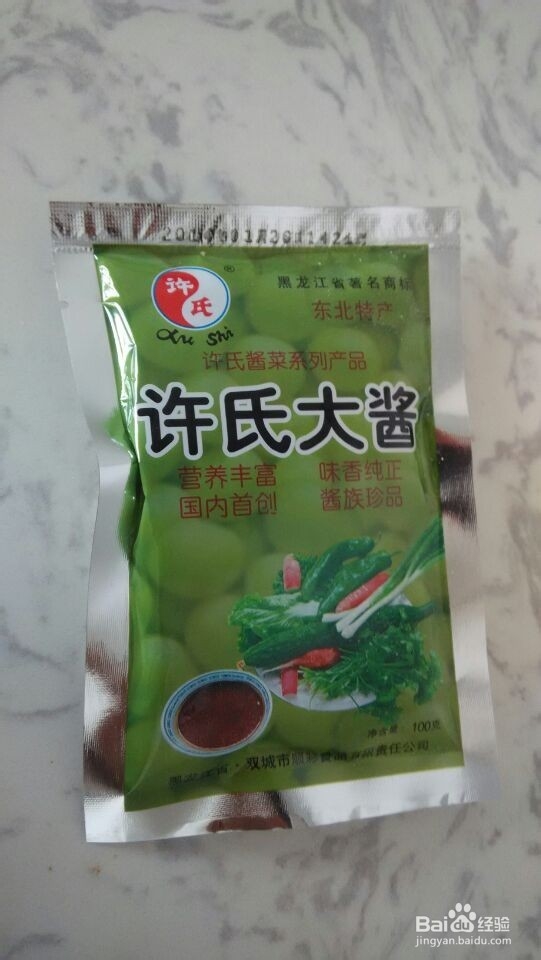 许氏
®
Xu Shi
黑龙江省著名商标
东北特产
许氏酱菜系列产品
许氏大酱
营养丰富 味香纯正
国内首创 酱族珍品
净含量：100克
Baidu经验
jingyan.baidu.com